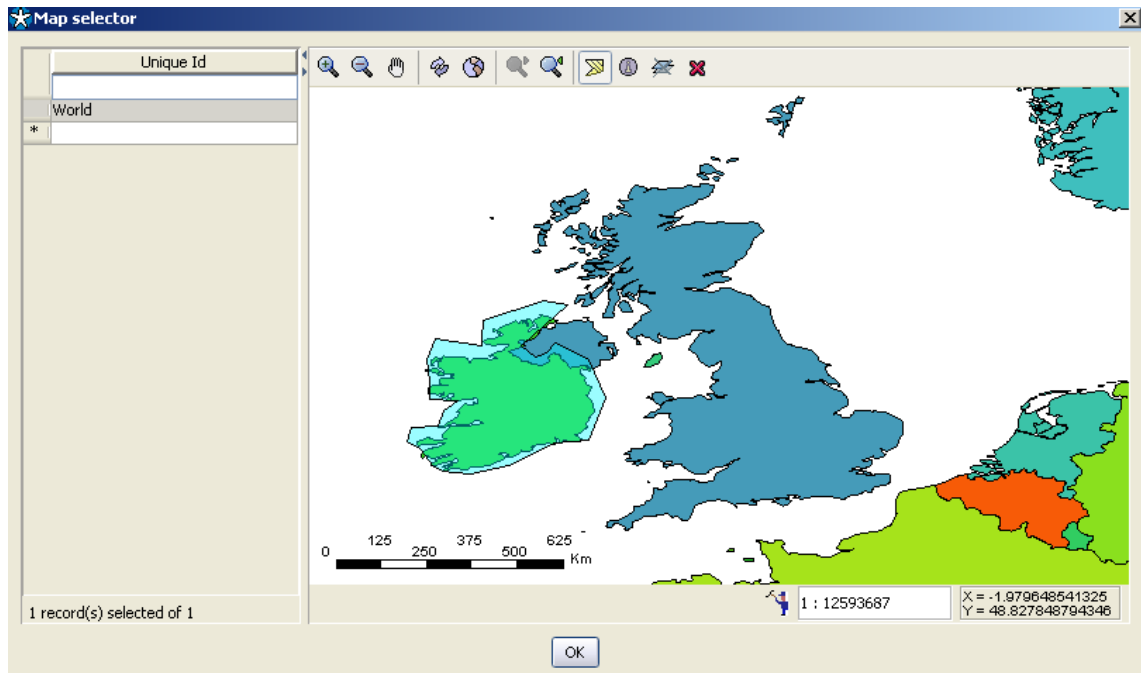 Map selector
Unique Id
World
*
125 375 625
0 250 500 Km
1 : 12593687
X = -1.979648541325
Y = 48.827848794346
1 record(s) selected of 1
OK